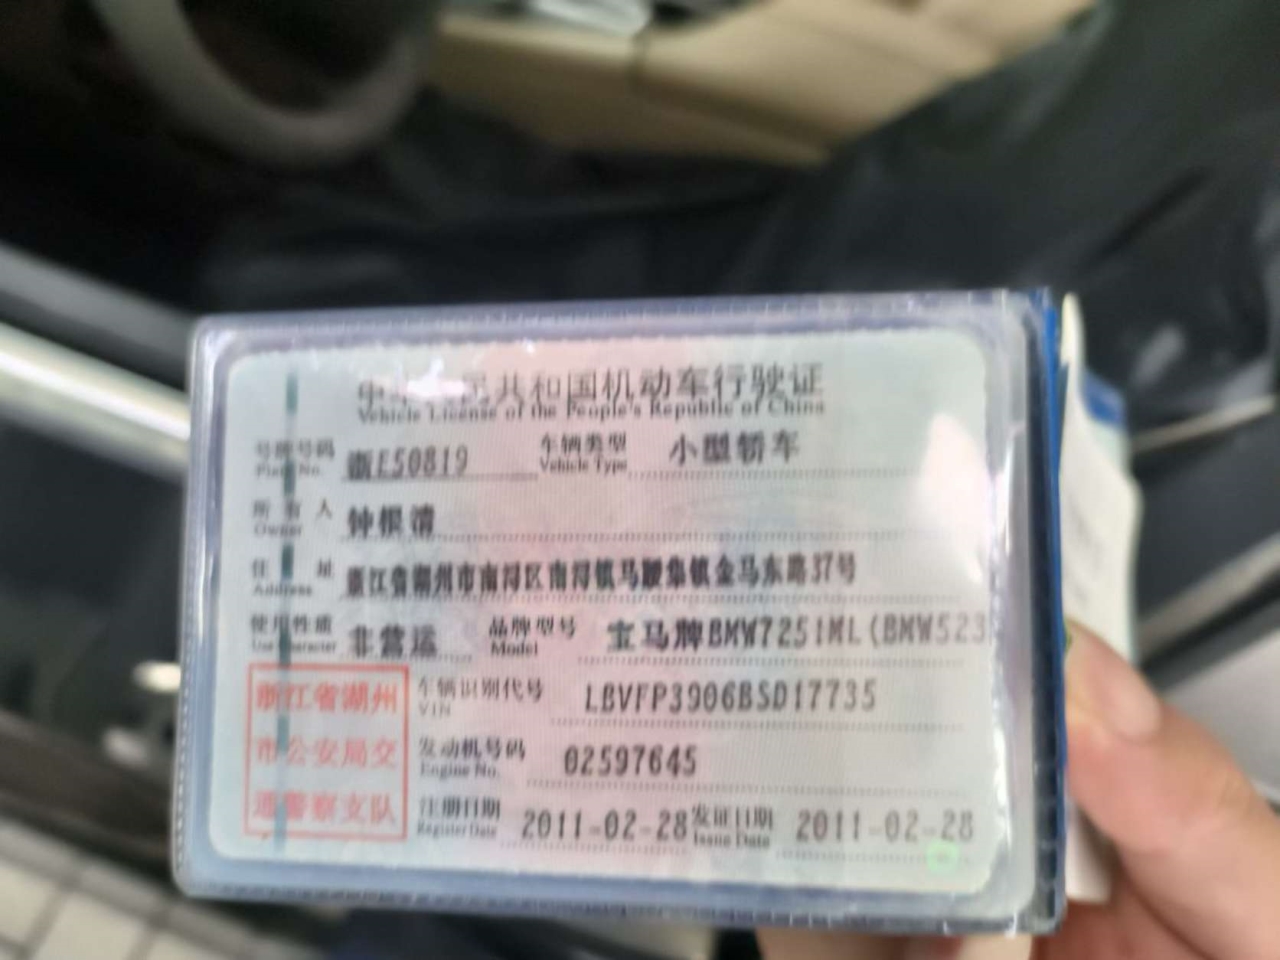 中华人民共和国机动车行驶证
Vehicle License of the People's Republic of China
号牌号码 浙E50819 车辆类型 小型轿车
Plate No. Vehicle Type
所有人 钟根清
Owner
住址 浙江省湖州市南浔区南浔镇马腰集镇金马东路37号
Address
使用性质 非营运 品牌型号 宝马牌BMW7251ML(BMW523
Use Character Model
浙江省湖州
市公安局交
通警察支队
车辆识别代号 LBVFP3906BSD17735
VIN
发动机号码 02597645
Engine No.
注册日期 2011-02-28 发证日期 2011-02-28
Register Date Issue Date